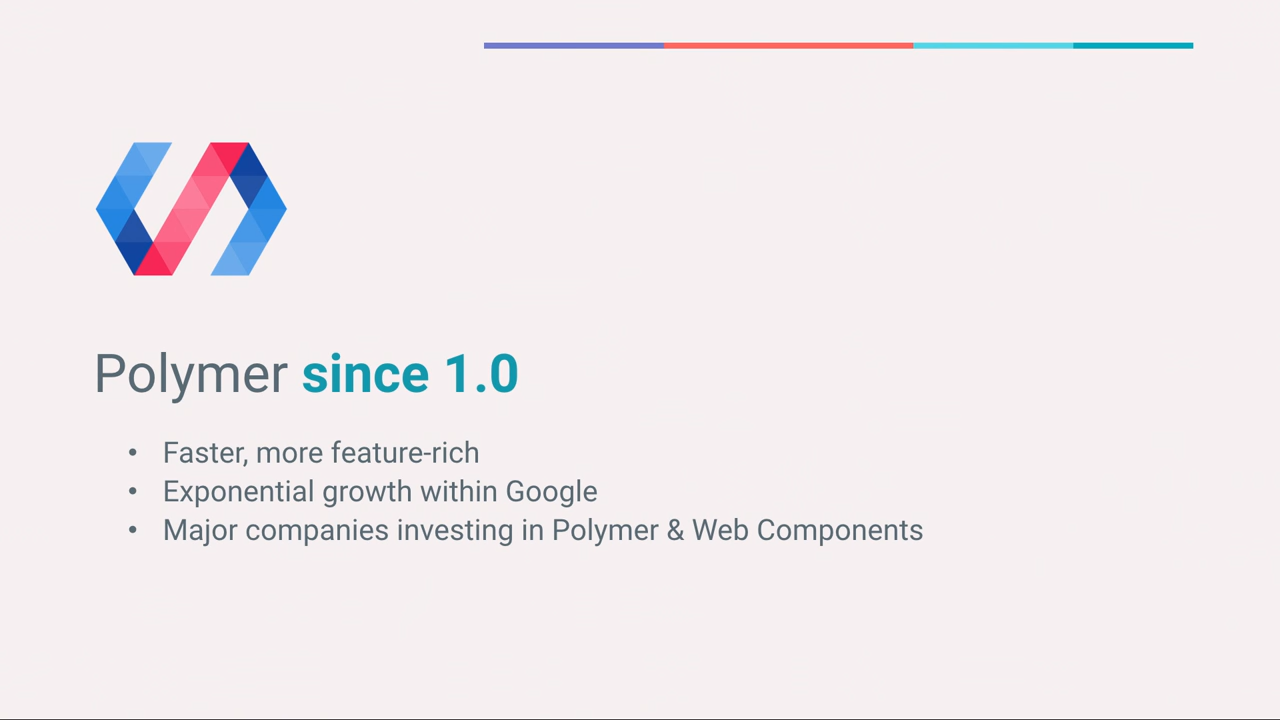 Polymer since 1.0
• Faster, more feature-rich
• Exponential growth within Google
• Major companies investing in Polymer & Web Components